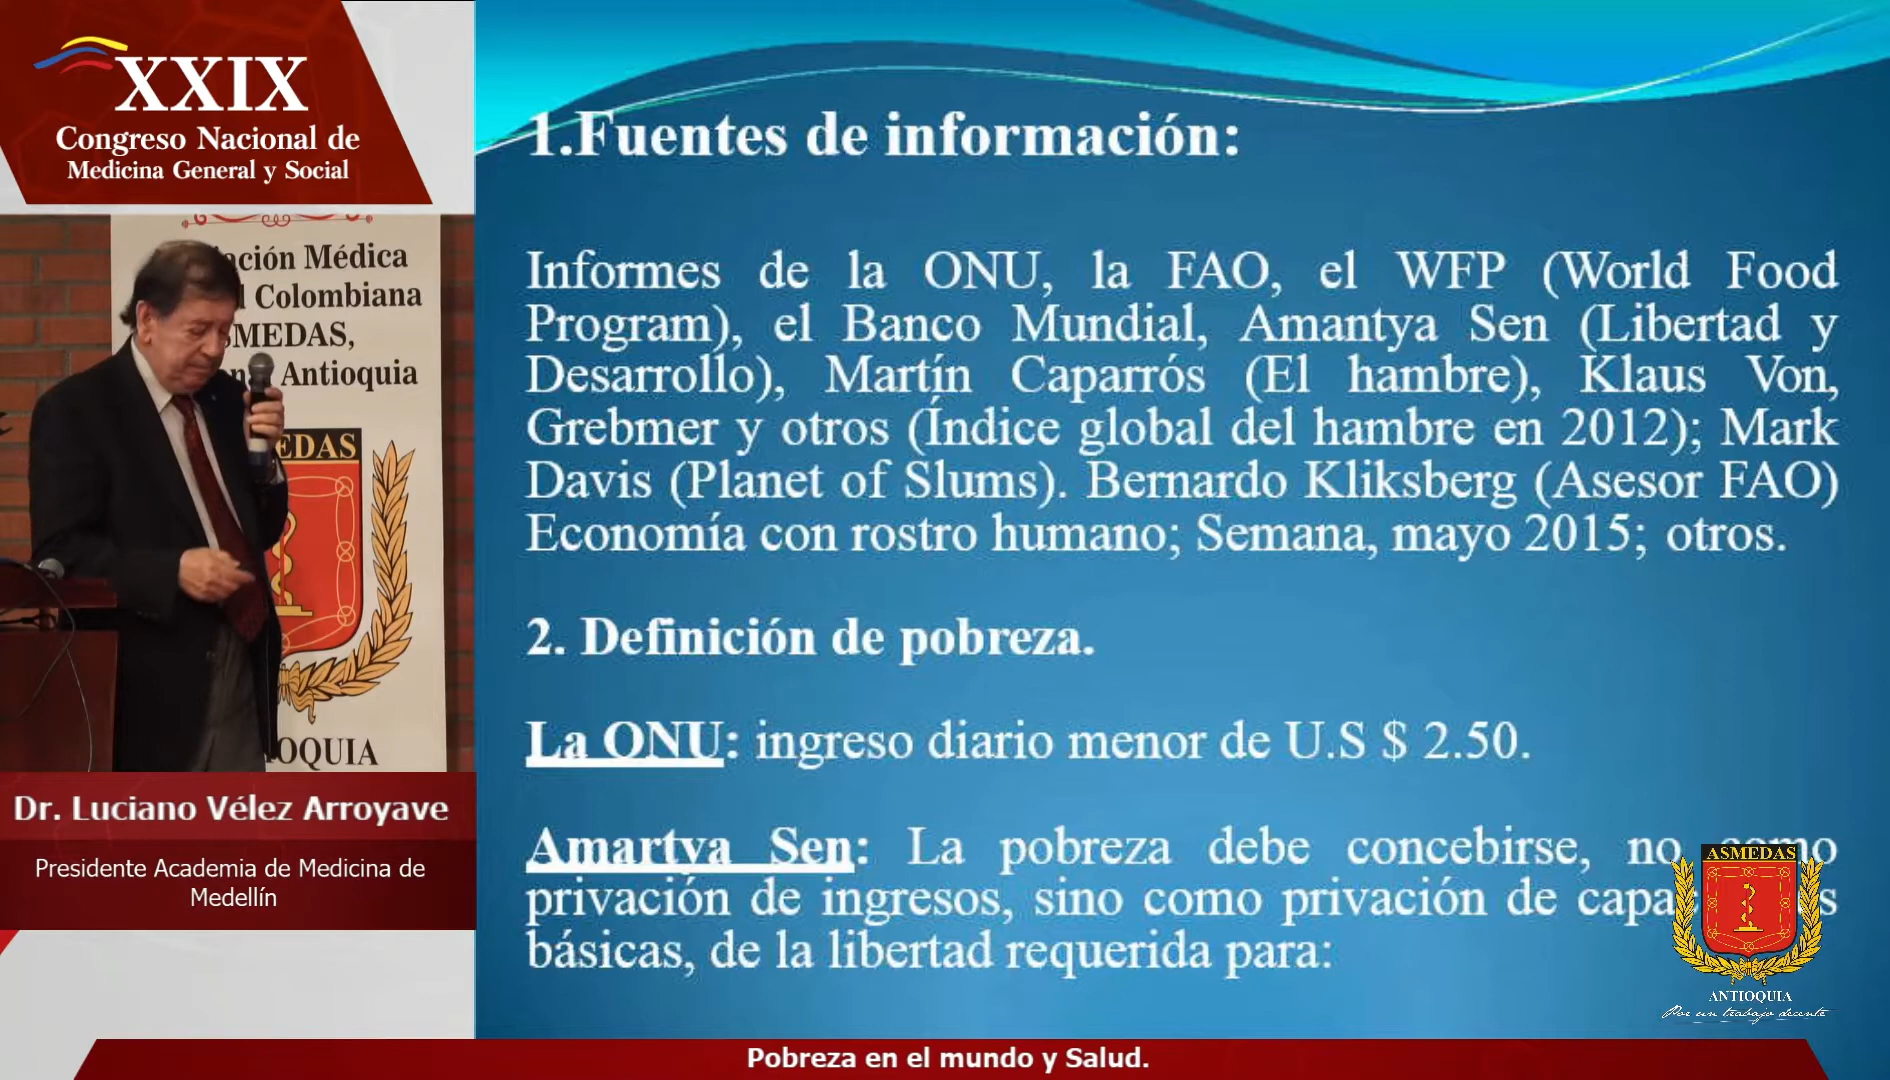 XXIX
Congreso Nacional de
Medicina General y Social
ción Médica
l Colombiana
SMEDAS,
Antioquia
EDAS
OQUIA
Dr. Luciano Vélez Arroyave
Presidente Academia de Medicina de
Medellín
1.Fuentes de información:
Informes de la ONU, la FAO, el WFP (World Food
Program), el Banco Mundial, Amantya Sen (Libertad y
Desarrollo), Martín Caparrós (El hambre), Klaus Von,
Grebmer y otros (Índice global del hambre en 2012); Mark
Davis (Planet of Slums). Bernardo Kliksberg (Asesor FAO)
Economía con rostro humano; Semana, mayo 2015; otros.
2. Definición de pobreza.
La ONU: ingreso diario menor de U.S $ 2.50.
Amartya Sen: La pobreza debe concebirse, no
privación de ingresos, sino como privación de
básicas, de la libertad requerida para:
ASMEDAS
ANTIOQUIA
Por un trabajo decente
Pobreza en el mundo y Salud.